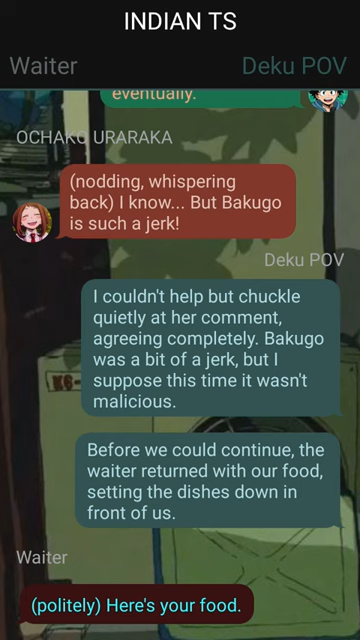 INDIAN TS
Waiter
Deku POV
eventually.
OCHAKO URARAKA
(nodding, whispering
back) I know... But Bakugo
is such a jerk!
Deku POV
I couldn't help but chuckle
quietly at her comment,
agreeing completely. Bakugo
was a bit of a jerk, but I
suppose this time it wasn't
malicious.
Before we could continue, the
waiter returned with our food,
setting the dishes down in
front of us.
Waiter
(politely) Here's your food.